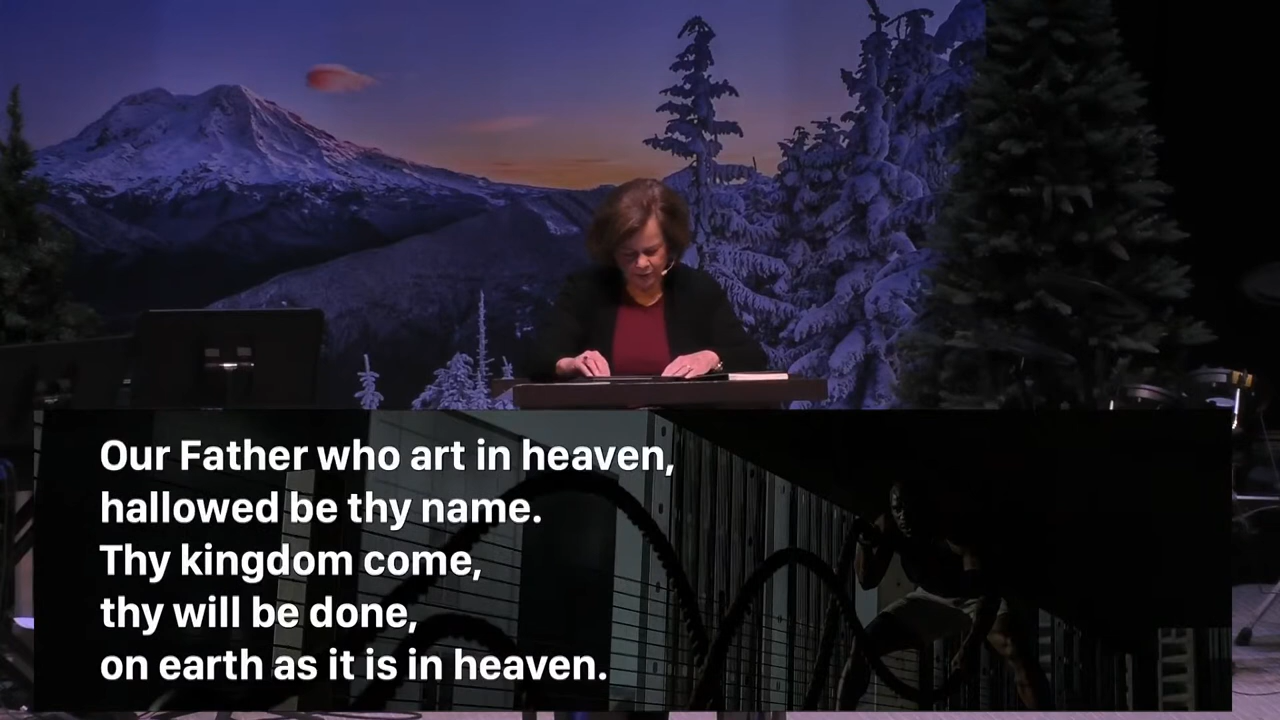 Our Father who art in heaven,
hallowed be thy name.
Thy kingdom come,
thy will be done,
on earth as it is in heaven.